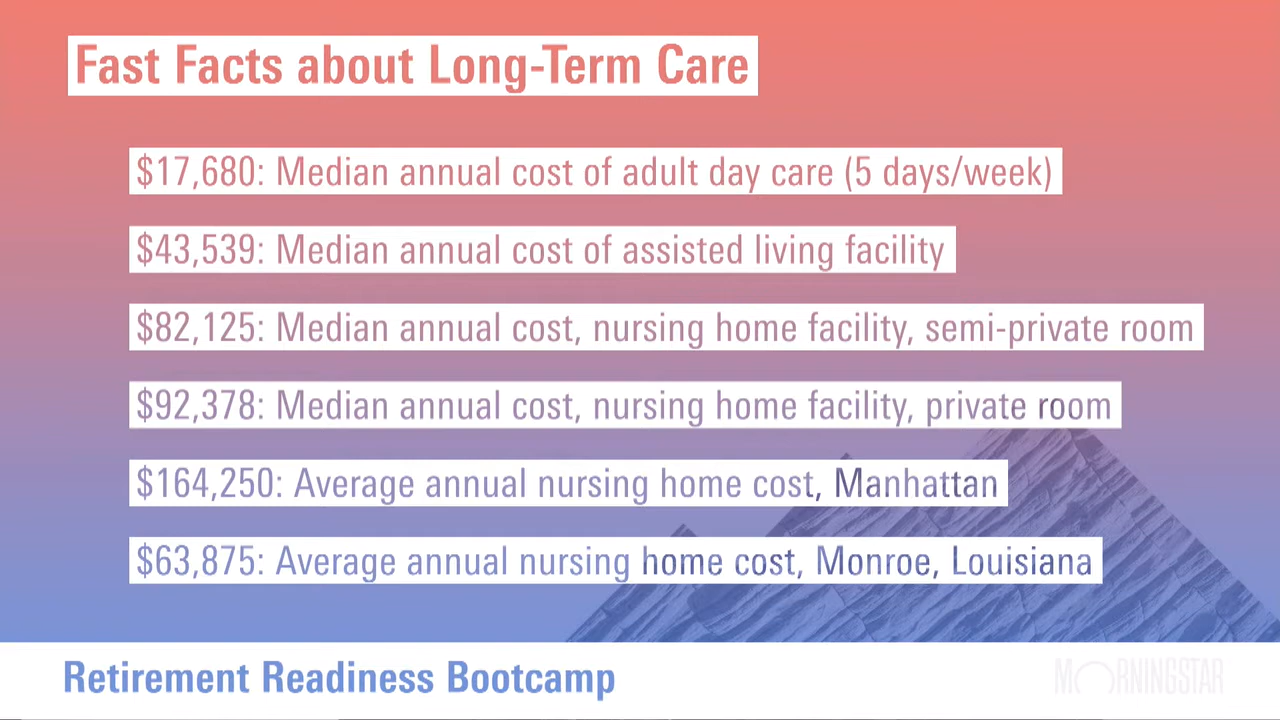 Fast Facts about Long-Term Care
$17,680: Median annual cost of adult day care (5 days/week)
$43,539: Median annual cost of assisted living facility
$82,125: Median annual cost, nursing home facility, semi-private room
$92,378: Median annual cost, nursing home facility, private room
$164,250: Average annual nursing home cost, Manhattan
$63,875: Average annual nursing home cost, Monroe, Louisiana
Retirement Readiness Bootcamp
MORNINGSTAR